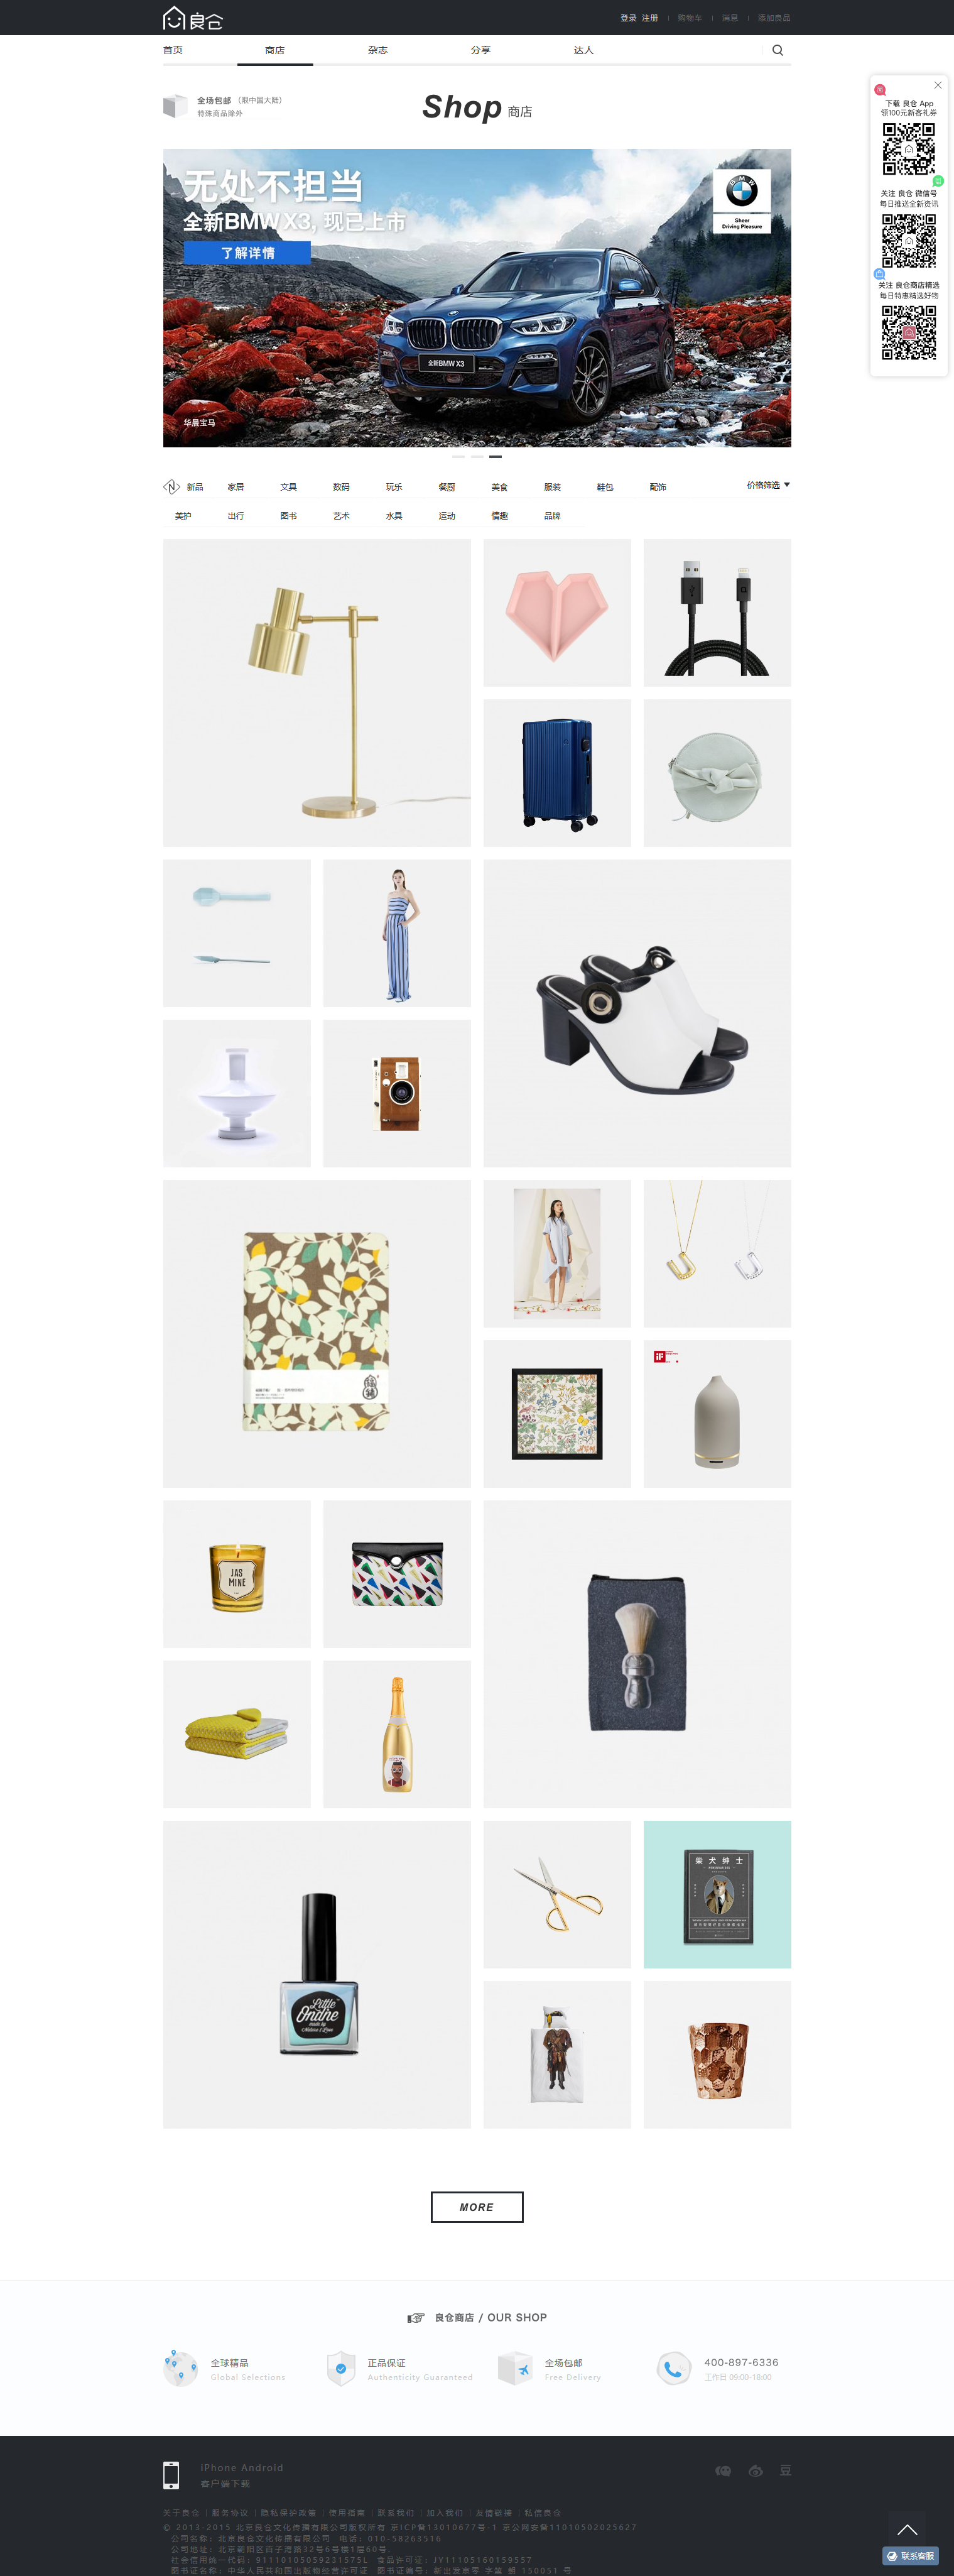 良仓
登录 注册 | 购物车 | 消息 | 添加良品
首页 商店 杂志 分享 达人
全场包邮 (限中国大陆)
特殊商品除外
Shop 商店
下载 良仓 App
领100元新客礼券
关注 良仓 微信号
每日推送全新资讯
关注 良仓商店精选
每日特惠精选好物
无处不担当
全新BMW X3, 现已上市
了解详情
BMW
Sheer
Driving Pleasure
全新BMW X3
华晨宝马
新品 家居 文具 数码 玩乐 餐厨 美食 服装 鞋包 配饰 价格筛选
美护 出行 图书 艺术 水具 运动 情趣 品牌
iF
JAS
MINE
柴犬绅士
Little
Ondine
MORE
良仓商店 / OUR SHOP
全球精品
Global Selections
正品保证
Authenticity Guaranteed
全场包邮
Free Delivery
400-897-6336
工作日 09:00-18:00
iPhone Android
客户端下载
豆
关于良仓 | 服务协议 | 隐私保护政策 | 使用指南 | 联系我们 | 加入我们 | 友情链接 | 私信良仓
© 2013-2015 北京良仓文化传播有限公司版权所有 京ICP备13010677号-1 京公网安备11010502025627
公司名称：北京良仓文化传播有限公司 电话：010-58263516
公司地址：北京朝阳区百子湾路32号6号楼1层60号。
社会信用统一代码：91110105059231575L 食品许可证：JY11105160159557
图书证名称：中华人民共和国出版物经营许可证 图书证编号：新出发京零 字第 朝 150051 号
联系客服